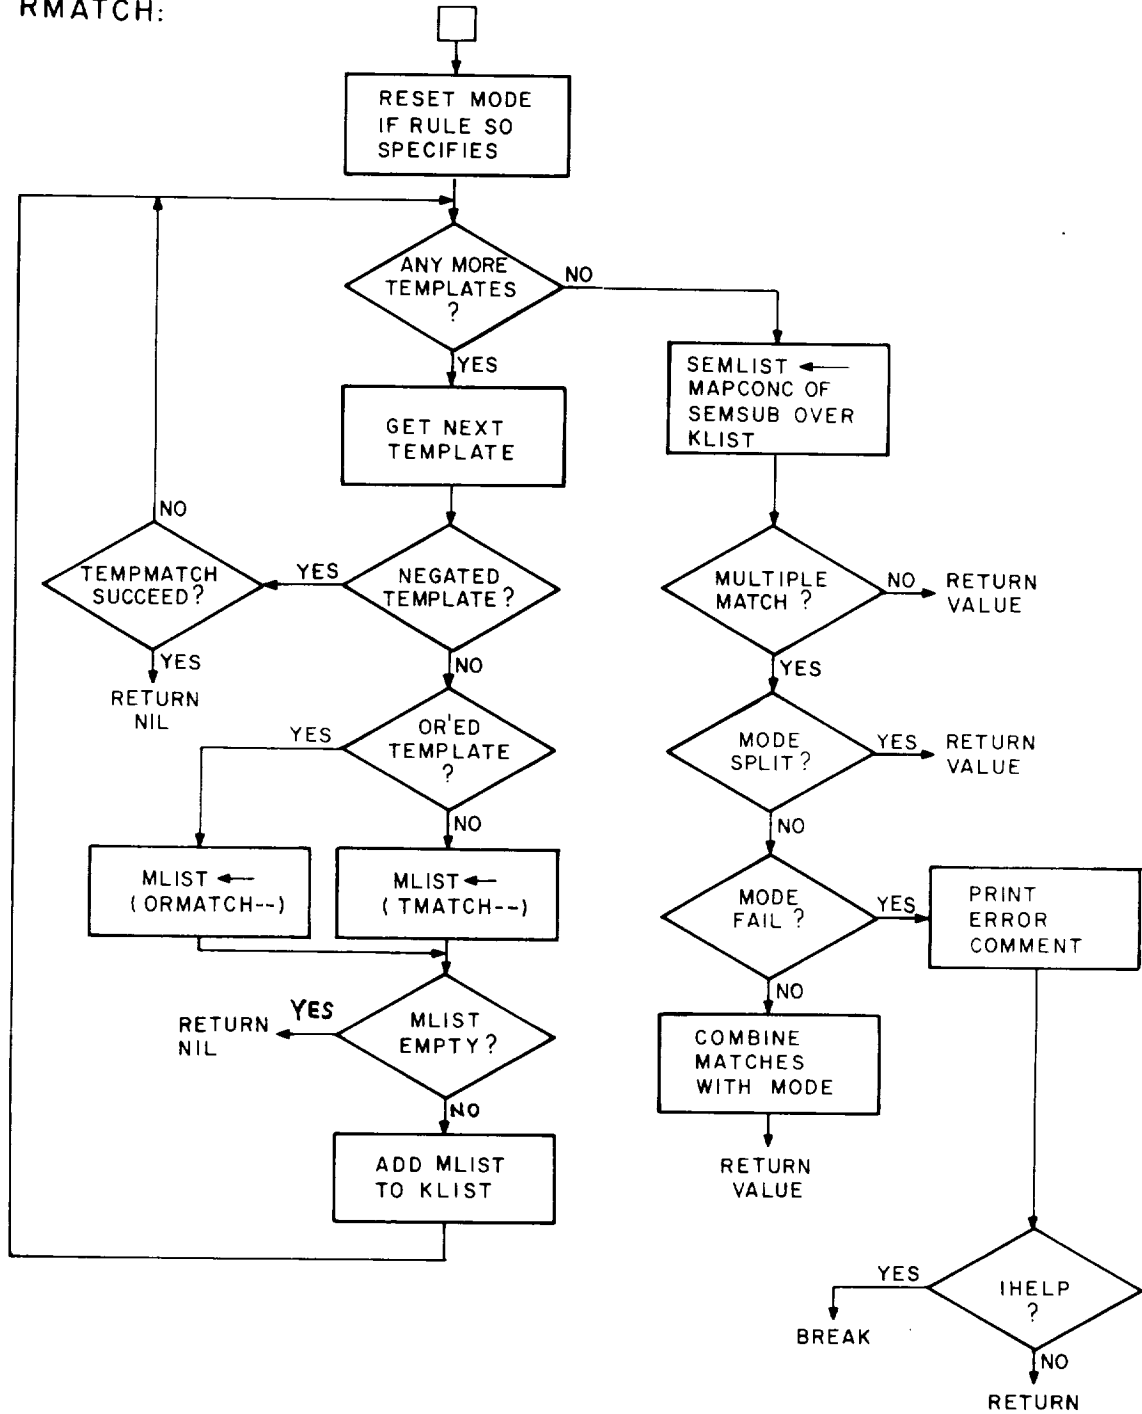 RMATCH:
RESET MODE
IF RULE SO
SPECIFIES
ANY MORE
TEMPLATES
?
NO
YES
GET NEXT
TEMPLATE
NEGATED
TEMPLATE?
YES
TEMPMATCH
SUCCEED?
NO
YES
RETURN
NIL
NO
OR'ED
TEMPLATE
?
YES
NO
MLIST ←
(ORMATCH--)
MLIST ←
(TMATCH--)
MLIST
EMPTY?
YES
RETURN
NIL
NO
ADD MLIST
TO KLIST
SEMLIST ←
MAPCONC OF
SEMSUB OVER
KLIST
MULTIPLE
MATCH?
NO
RETURN
VALUE
YES
MODE
SPLIT?
YES
RETURN
VALUE
NO
MODE
FAIL?
YES
PRINT
ERROR
COMMENT
NO
COMBINE
MATCHES
WITH MODE
RETURN
VALUE
IHELP
?
YES
BREAK
NO
RETURN